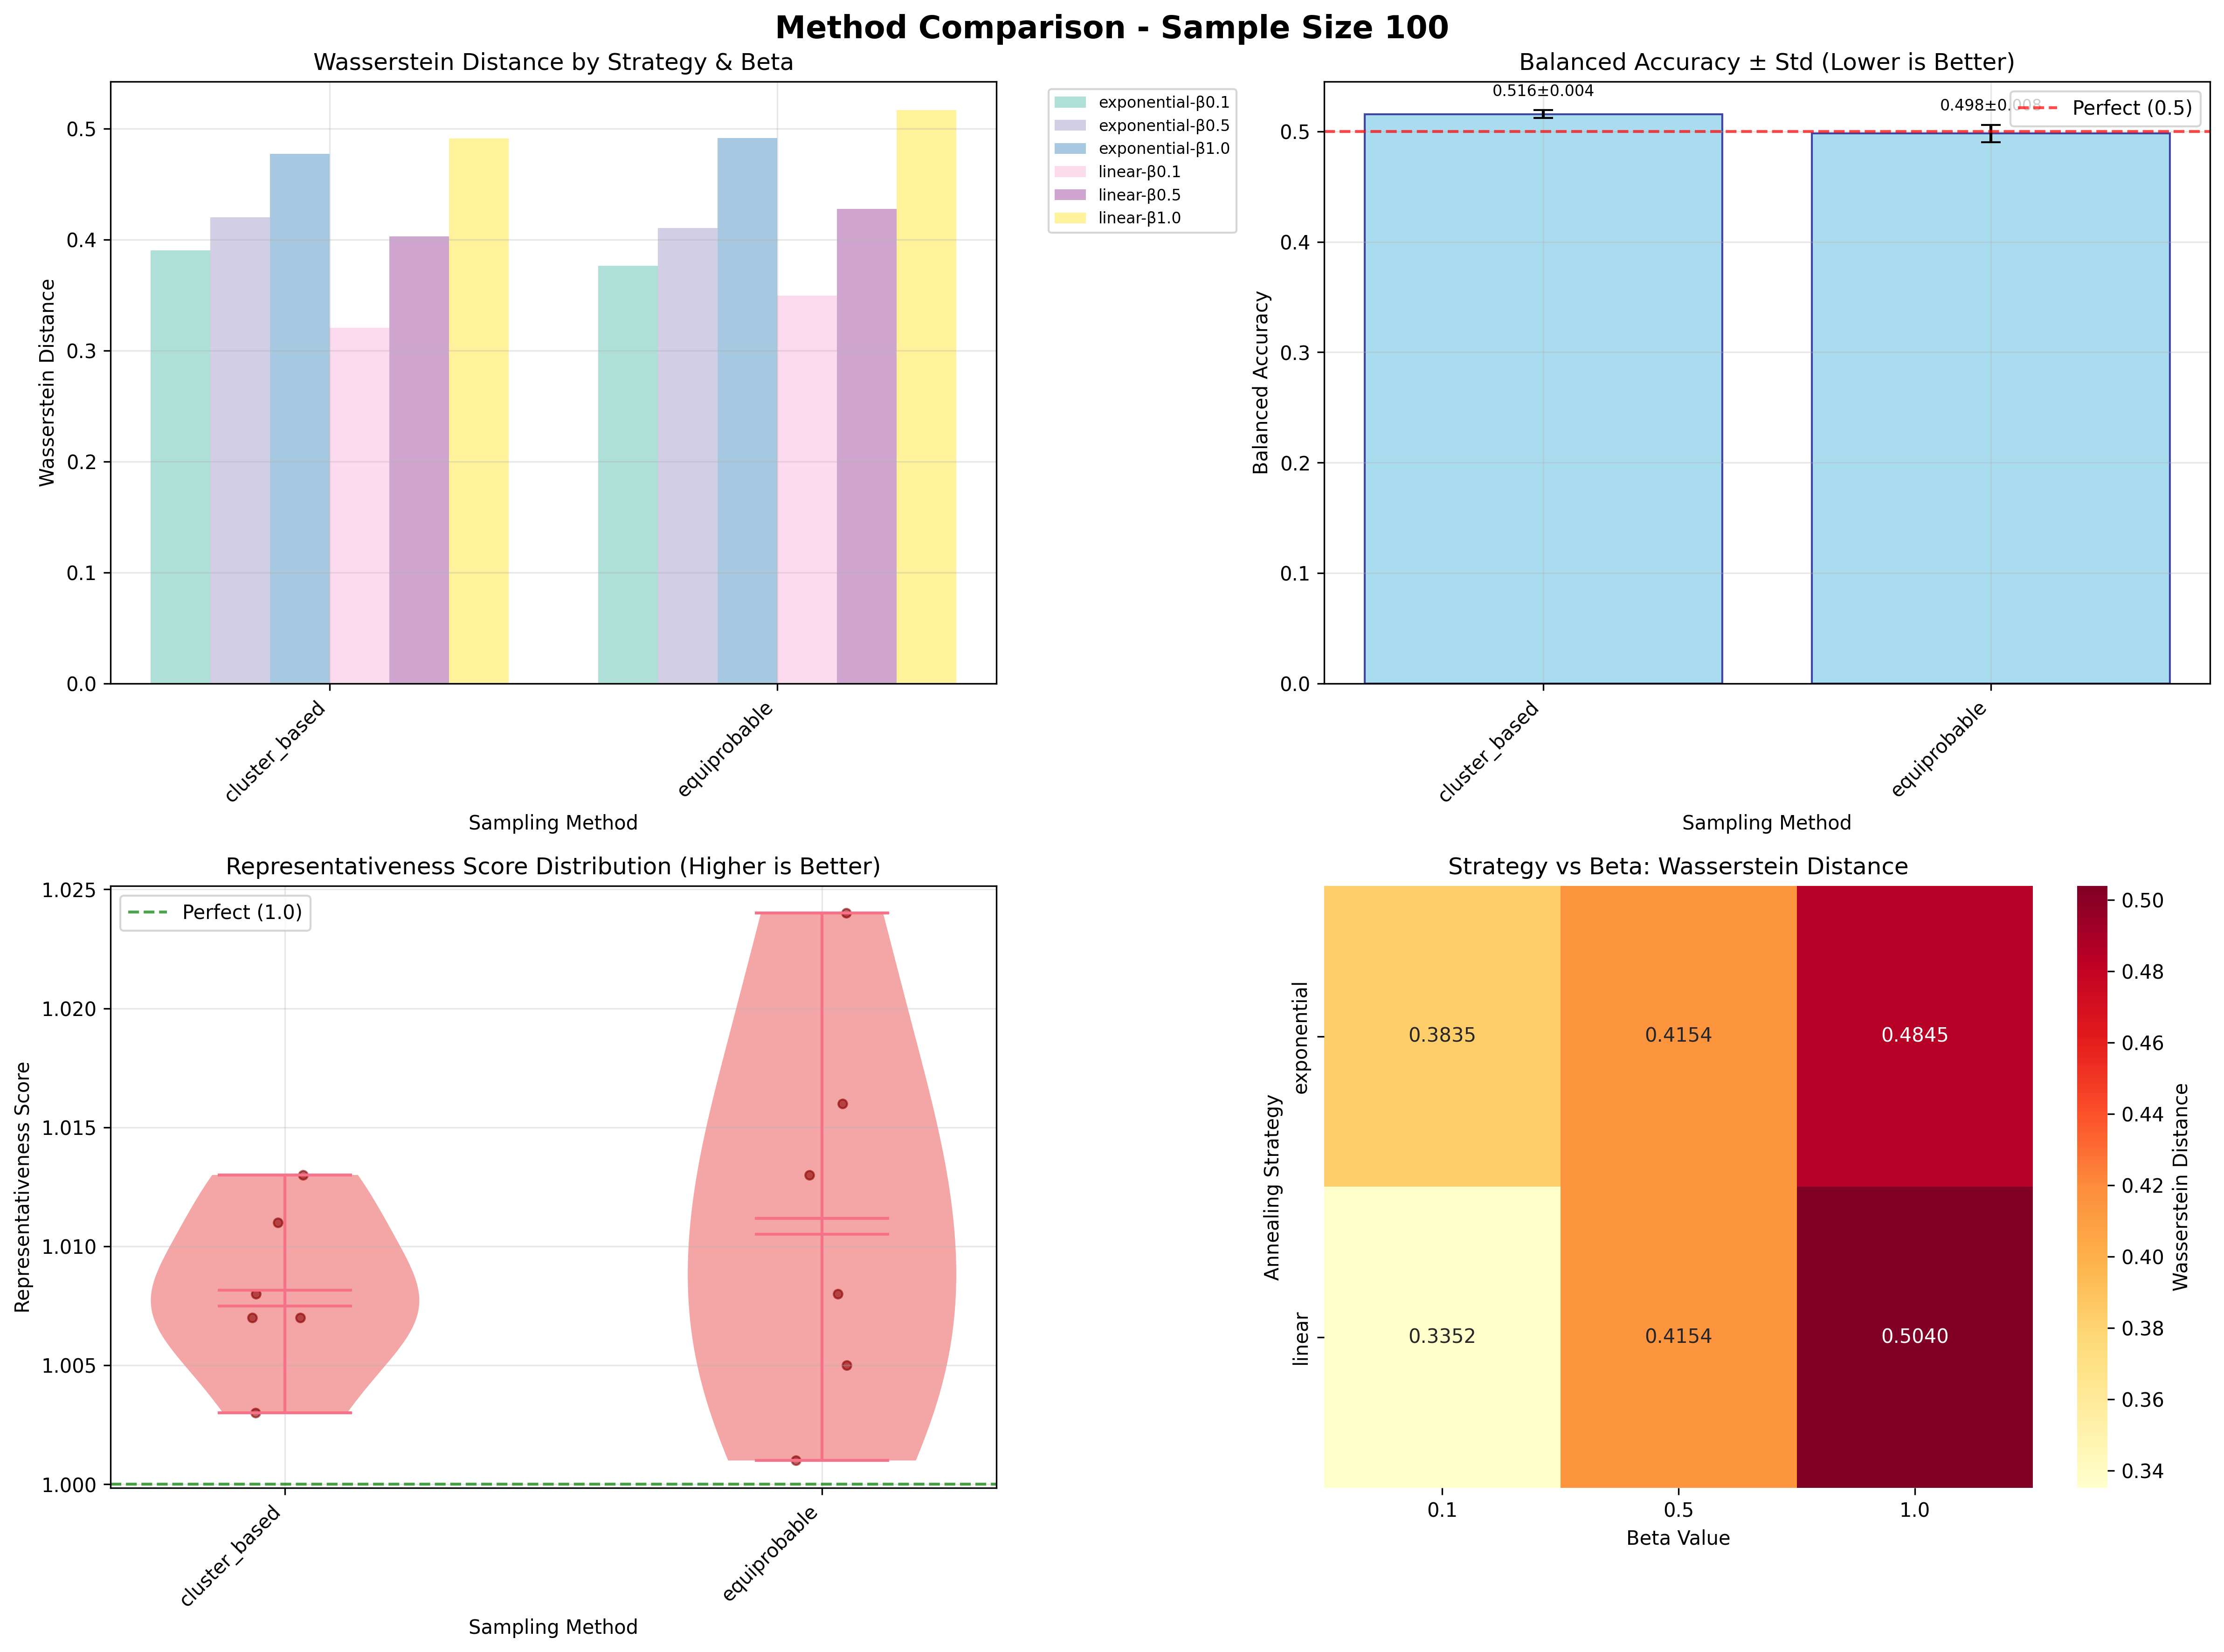 Method Comparison - Sample Size 100
Wasserstein Distance by Strategy & Beta
Wasserstein Distance
0.5
0.4
0.3
0.2
0.1
0.0
cluster_based
equiprobable
Sampling Method
exponential-β0.1
exponential-β0.5
exponential-β1.0
linear-β0.1
linear-β0.5
linear-β1.0
Balanced Accuracy ± Std (Lower is Better)
Balanced Accuracy
0.516±0.004
0.498±0.008
Perfect (0.5)
0.5
0.4
0.3
0.2
0.1
0.0
cluster_based
equiprobable
Sampling Method
Representativeness Score Distribution (Higher is Better)
Representativeness Score
Perfect (1.0)
1.025
1.020
1.015
1.010
1.005
1.000
cluster_based
equiprobable
Sampling Method
Strategy vs Beta: Wasserstein Distance
Annealing Strategy
exponential
linear
0.3835 0.4154 0.4845
0.3352 0.4154 0.5040
0.1 0.5 1.0
Beta Value
0.50
0.48
0.46
0.44
0.42
0.40
0.38
0.36
0.34
Wasserstein Distance